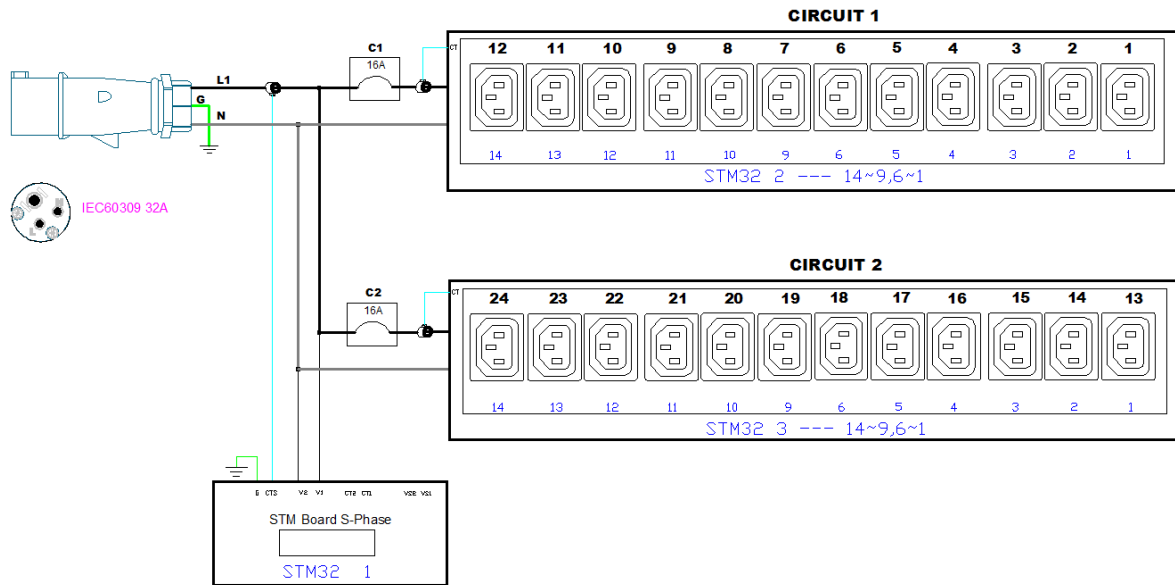 CIRCUIT 1
C1
16A
CT
12 11 10 9 8 7 6 5 4 3 2 1
L1
G
N
14 13 12 11 10 9 6 5 4 3 2 1
STM32 2 --- 14~9,6~1
IEC60309 32A
L
CIRCUIT 2
C2
16A
CT
24 23 22 21 20 19 18 17 16 15 14 13
14 13 12 11 10 9 6 5 4 3 2 1
STM32 3 --- 14~9,6~1
V2 V1 CT2 CT1 VS2 VS1
STM Board S-Phase
STM32 1